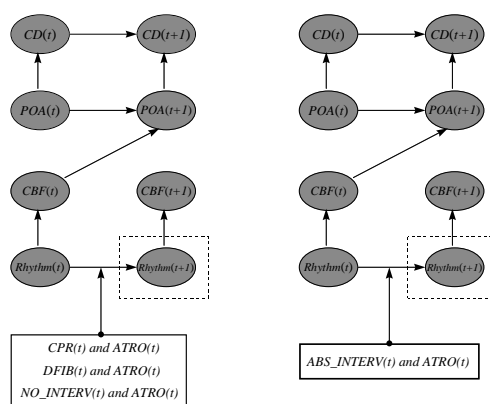 CD(t) CD(t+1)
POA(t) POA(t+1)
CBF(t) CBF(t+1)
Rhythm(t) Rhythm(t+1)
CPR(t) and ATRO(t)
DFIB(t) and ATRO(t)
NO_INTERV(t) and ATRO(t)
CD(t) CD(t+1)
POA(t) POA(t+1)
CBF(t) CBF(t+1)
Rhythm(t) Rhythm(t+1)
ABS_INTERV(t) and ATRO(t)